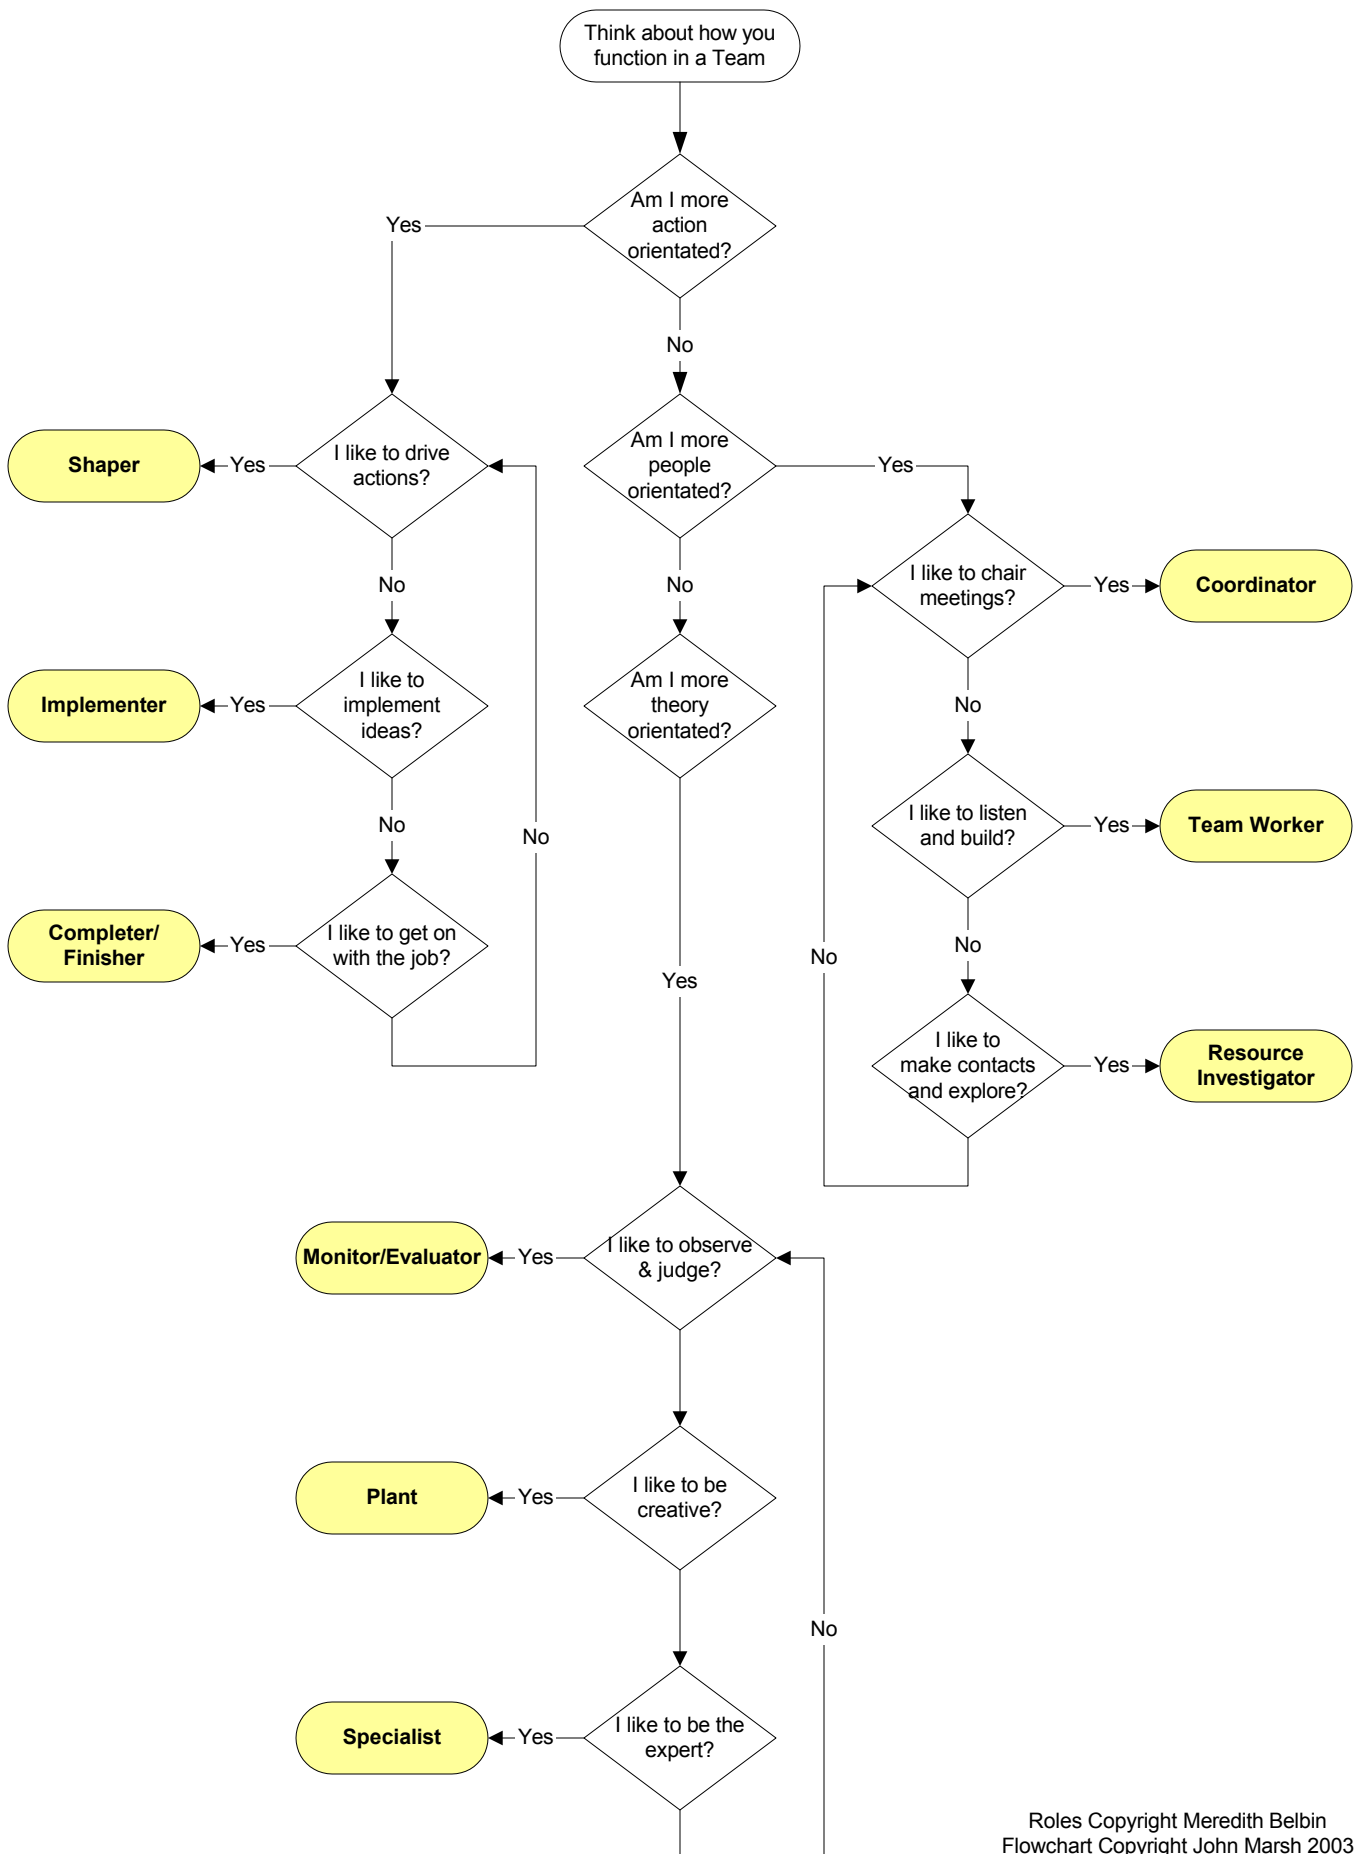 Think about how you
function in a Team
Am I more
action
orientated?
Yes
No
I like to drive
actions?
Yes
Shaper
No
I like to
implement
ideas?
Yes
Implementer
No
I like to get on
with the job?
Yes
Completer/
Finisher
No
Am I more
people
orientated?
Yes
No
I like to chair
meetings?
Yes
Coordinator
No
I like to listen
and build?
Yes
Team Worker
No
I like to
make contacts
and explore?
Yes
Resource
Investigator
No
Am I more
theory
orientated?
Yes
I like to observe
& judge?
Yes
Monitor/Evaluator
I like to be
creative?
Yes
Plant
I like to be the
expert?
Yes
Specialist
No
Roles Copyright Meredith Belbin
Flowchart Copyright John Marsh 2003